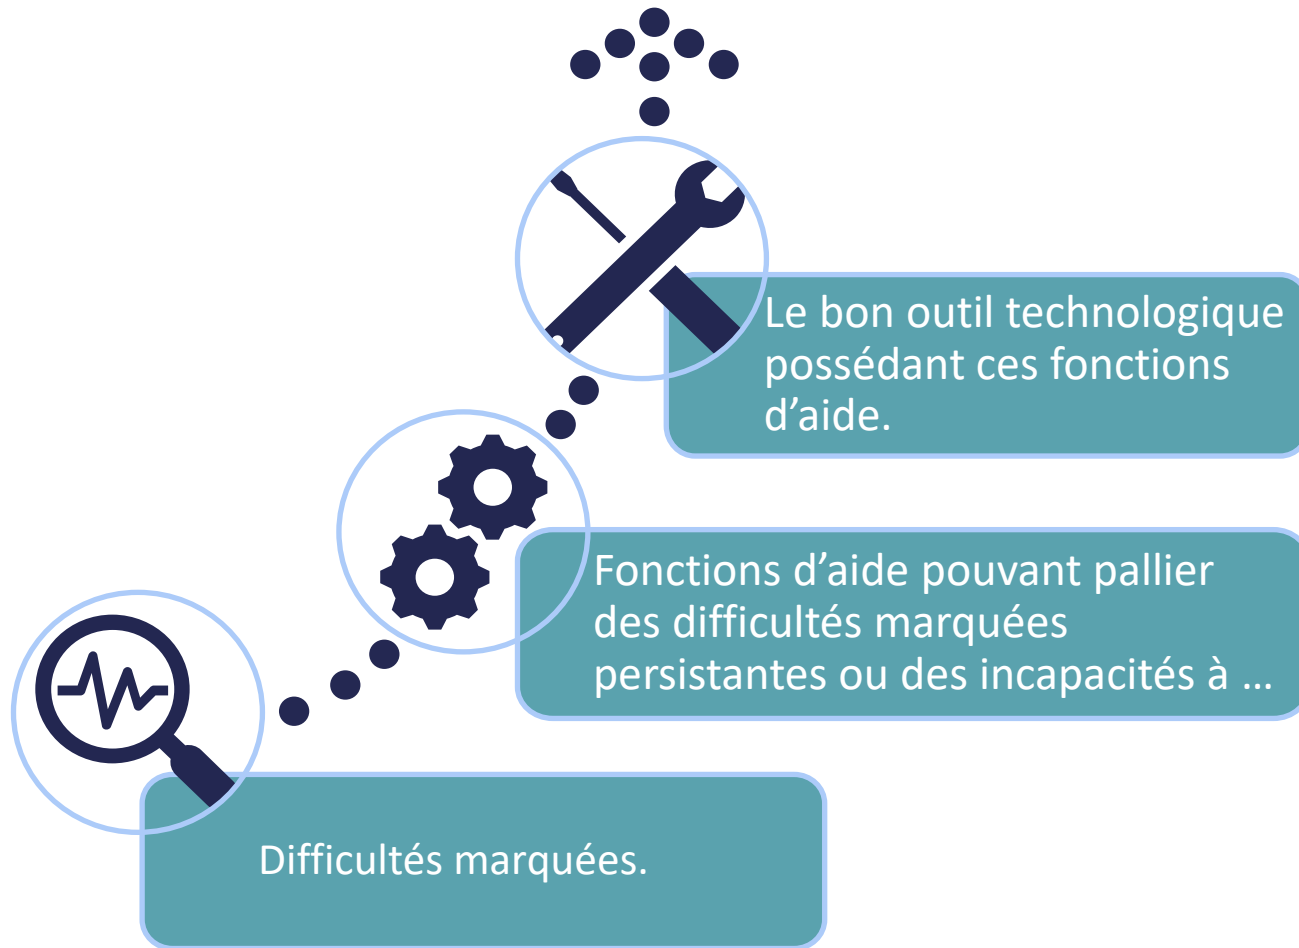 Le bon outil technologique
possédant ces fonctions
d’aide.
Fonctions d’aide pouvant pallier
des difficultés marquées
persistantes ou des incapacités à ...
Difficultés marquées.